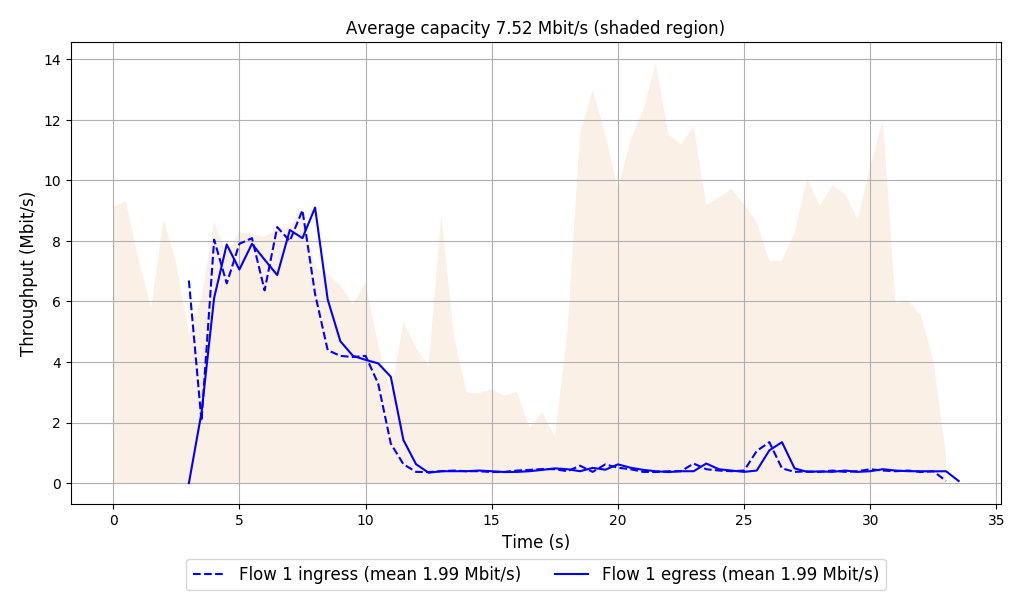 Average capacity 7.52 Mbit/s (shaded region)
Throughput (Mbit/s)
14
12
10
8
6
4
2
0
0 5 10 15 20 25 30 35
Time (s)
Flow 1 ingress (mean 1.99 Mbit/s) Flow 1 egress (mean 1.99 Mbit/s)